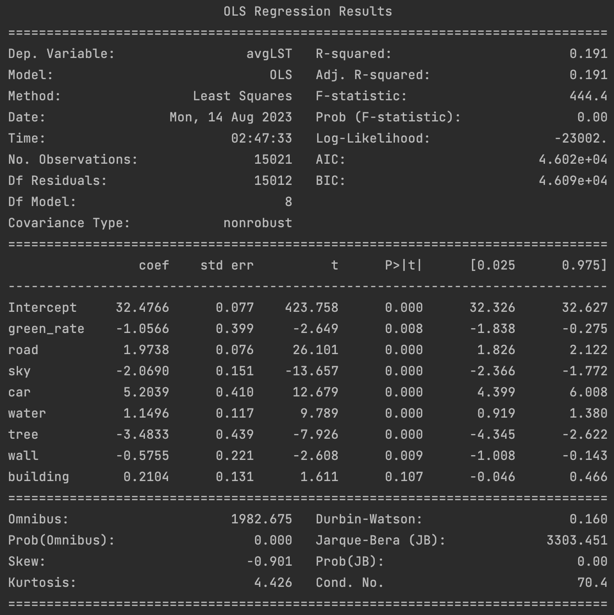 OLS Regression Results
==============================================================================
Dep. Variable:                 avgLST   R-squared:                       0.191
Model:                            OLS   Adj. R-squared:                  0.191
Method:                 Least Squares   F-statistic:                     444.4
Date:                Mon, 14 Aug 2023   Prob (F-statistic):               0.00
Time:                        02:47:33   Log-Likelihood:                -23002.
No. Observations:               15021   AIC:                         4.602e+04
Df Residuals:                   15012   BIC:                         4.609e+04
Df Model:                           8
Covariance Type:            nonrobust
==============================================================================
                 coef    std err          t      P>|t|      [0.025      0.975]
------------------------------------------------------------------------------
Intercept     32.4766      0.077    423.758      0.000      32.326      32.627
green_rate    -1.0566      0.399     -2.649      0.008      -1.838      -0.275
road           1.9738      0.076     26.101      0.000       1.826       2.122
sky           -2.0690      0.151    -13.657      0.000      -2.366      -1.772
car            5.2039      0.410     12.679      0.000       4.399       6.008
water          1.1496      0.117      9.789      0.000       0.919       1.380
tree          -3.4833      0.439     -7.926      0.000      -4.345      -2.622
wall          -0.5755      0.221     -2.608      0.009      -1.008      -0.143
building       0.2104      0.131      1.611      0.107      -0.046       0.466
==============================================================================
Omnibus:                     1982.675   Durbin-Watson:                   0.160
Prob(Omnibus):                  0.000   Jarque-Bera (JB):             3303.451
Skew:                          -0.901   Prob(JB):                         0.00
Kurtosis:                       4.426   Cond. No.                         70.4
==============================================================================